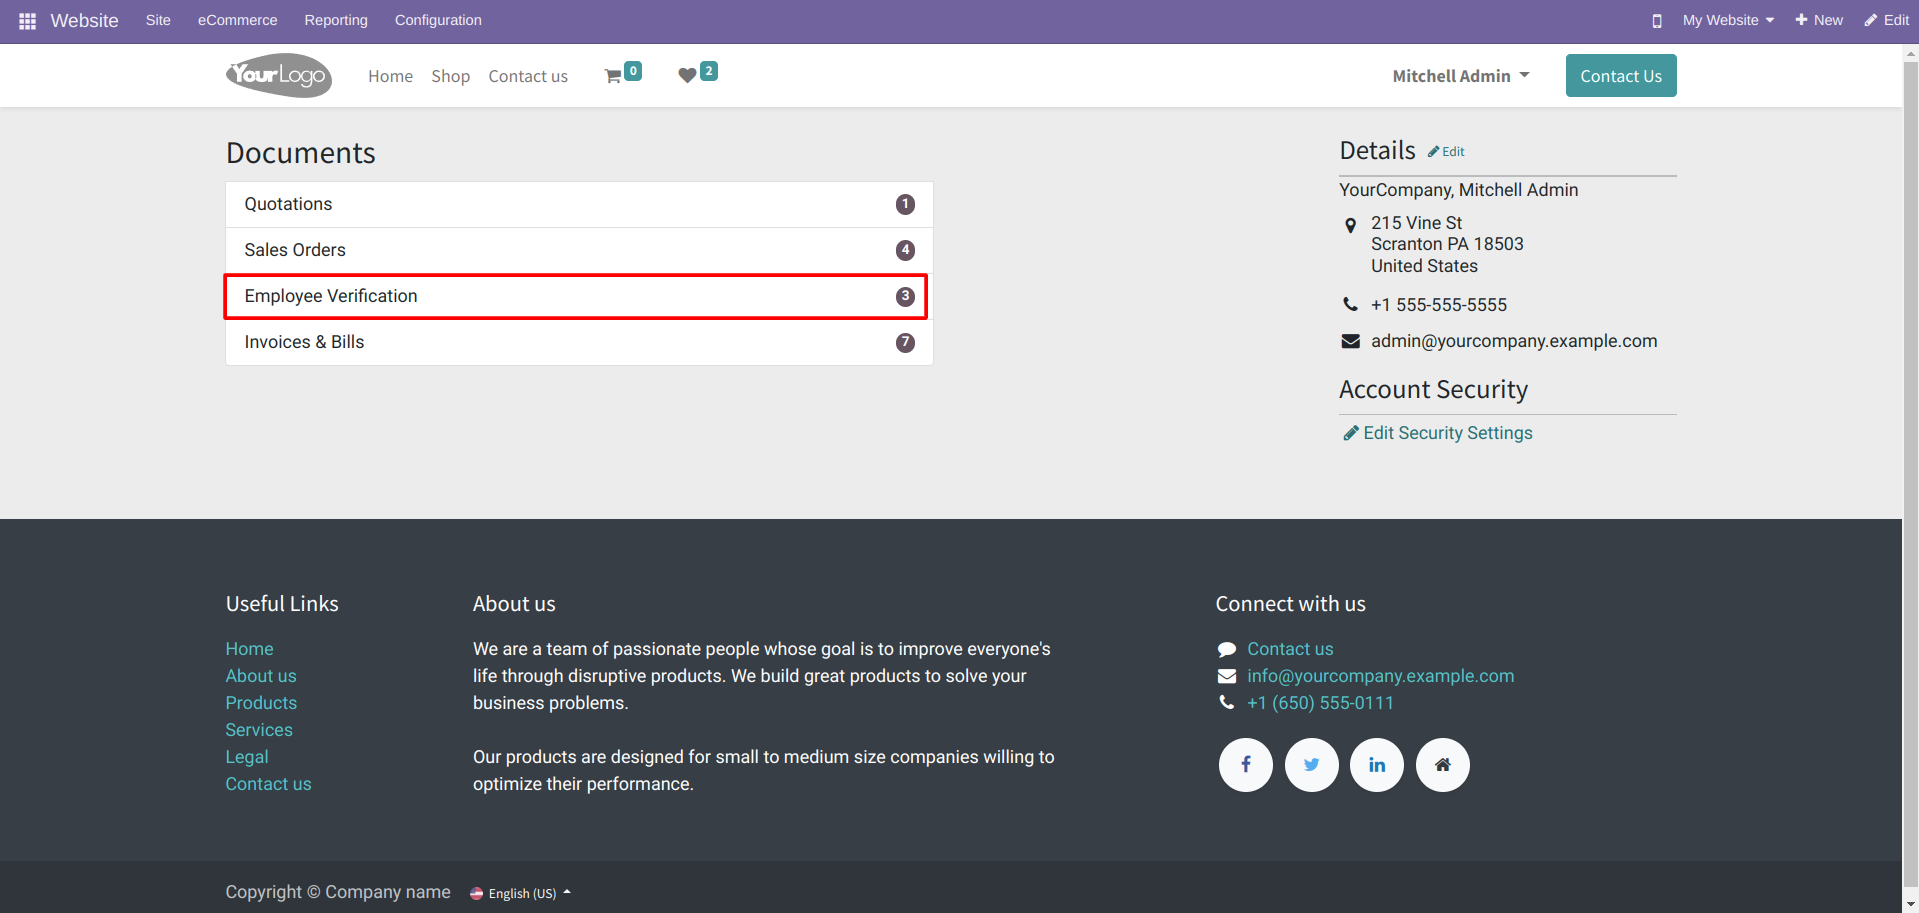 Website Site eCommerce Reporting Configuration My Website New Edit
YourLogo Home Shop Contact us 0 2 Mitchell Admin Contact Us
Documents
Quotations 1
Sales Orders 4
Employee Verification 3
Invoices & Bills 7
Details Edit
YourCompany, Mitchell Admin
215 Vine St
Scranton PA 18503
United States
+1 555-555-5555
admin@yourcompany.example.com
Account Security
Edit Security Settings
Useful Links
Home
About us
Products
Services
Legal
Contact us
About us
We are a team of passionate people whose goal is to improve everyone's
life through disruptive products. We build great products to solve your
business problems.
Our products are designed for small to medium size companies willing to
optimize their performance.
Connect with us
Contact us
info@yourcompany.example.com
+1 (650) 555-0111
Copyright © Company name English (US)